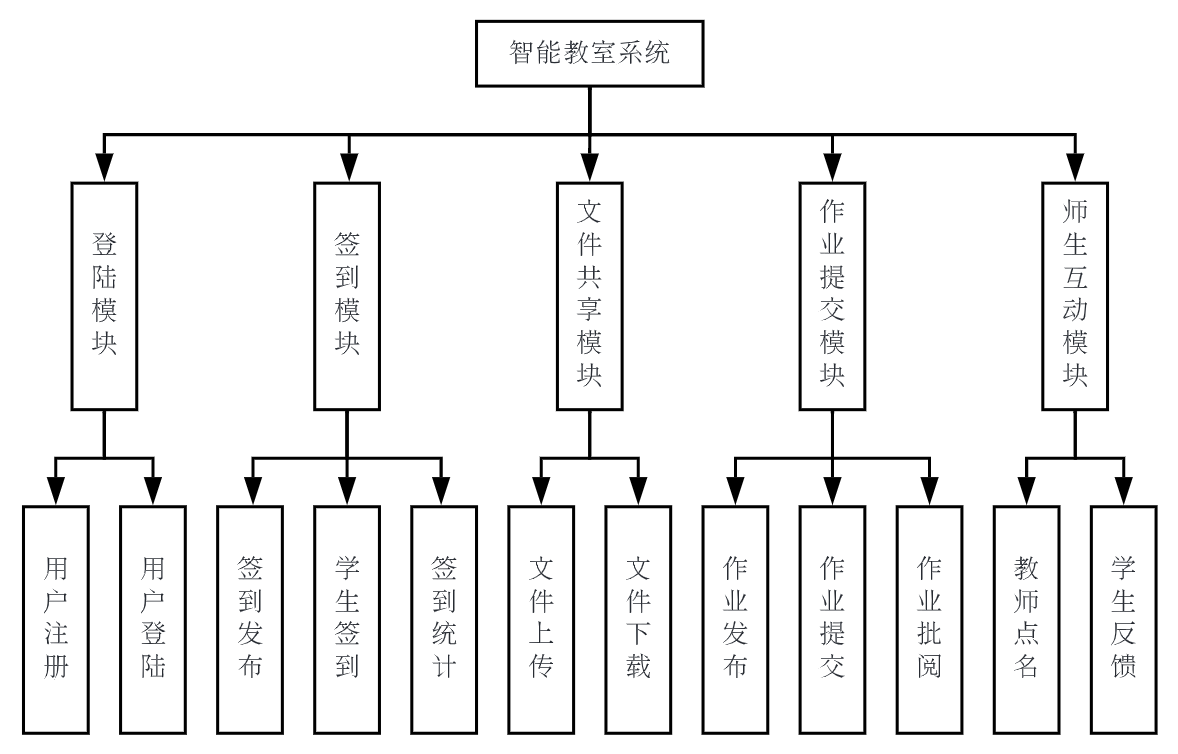 智能教室系统
登陆模块
签到模块
文件共享模块
作业提交模块
师生互动模块
用户注册
用户登陆
签到发布
学生签到
签到统计
文件上传
文件下载
作业发布
作业提交
作业批阅
教师点名
学生反馈